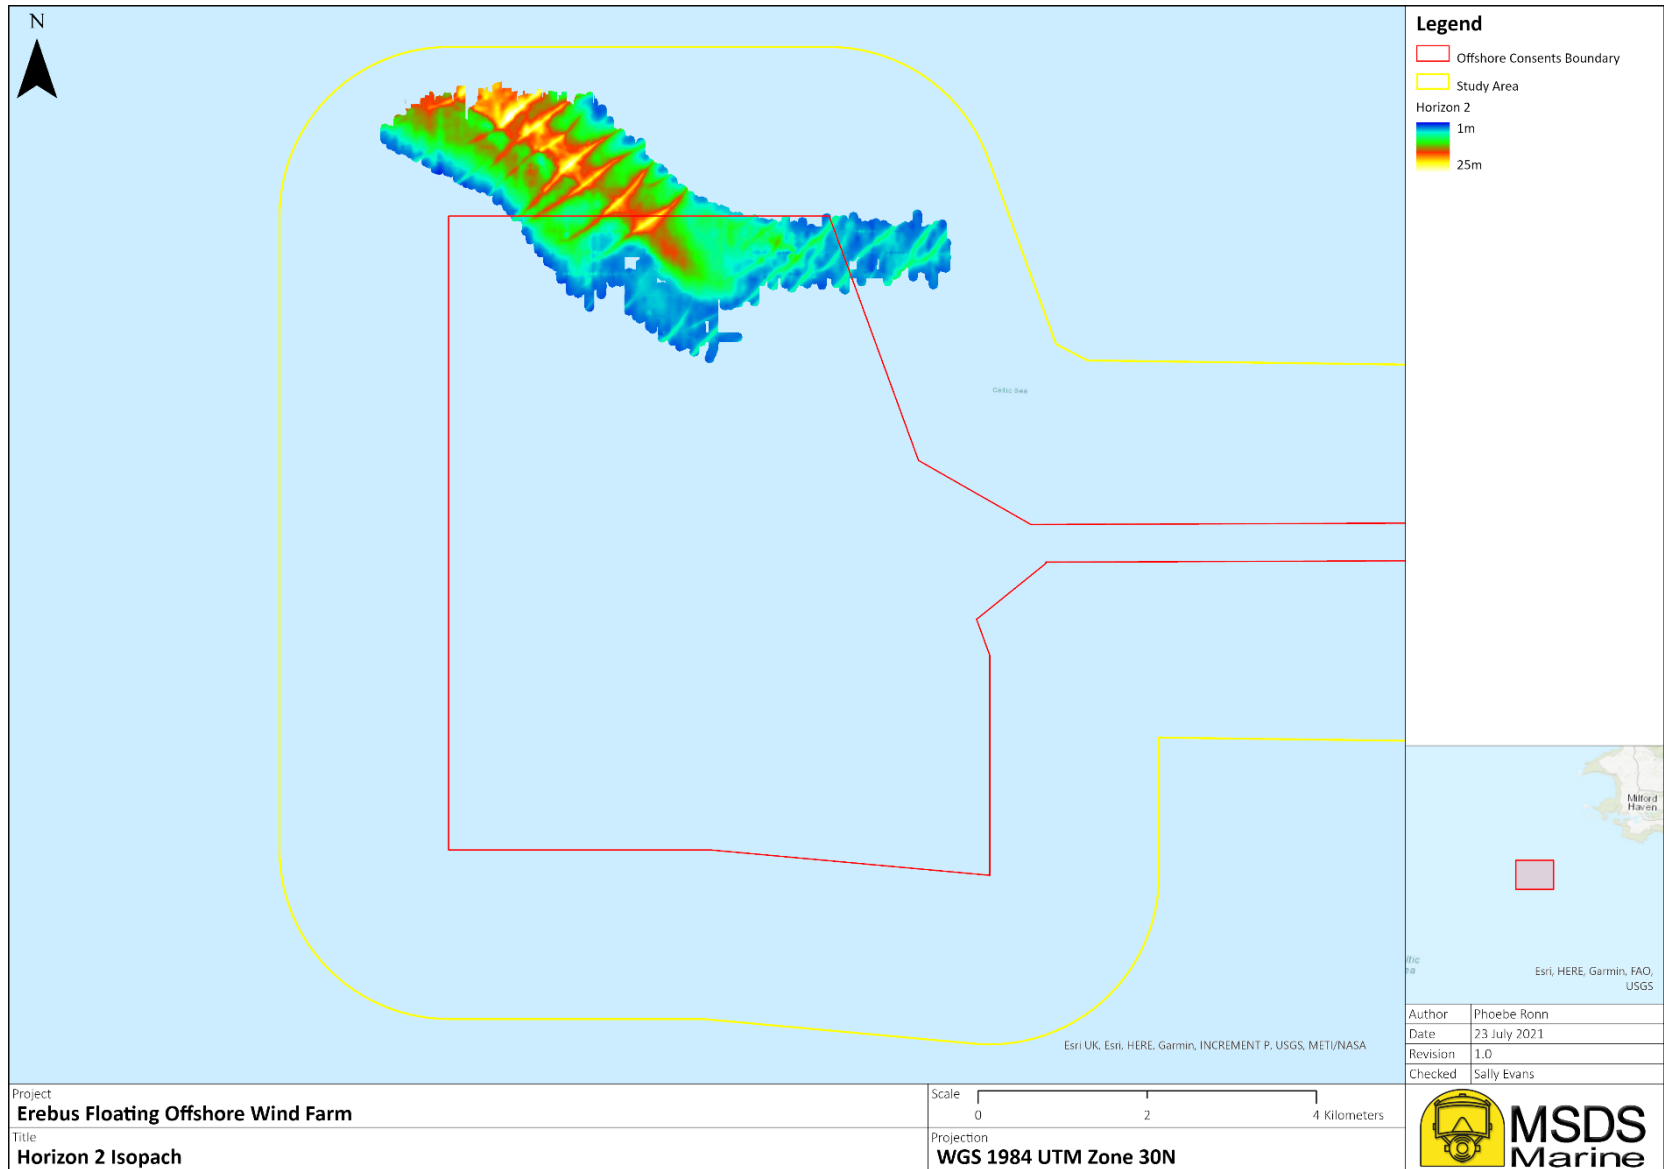 N
Legend
Offshore Consents Boundary
Study Area
Horizon 2
1m
25m
Celtic Sea
Milford
Haven
ltic
ea
Esri, HERE, Garmin, FAO,
USGS
Esri UK, Esri, HERE, Garmin, INCREMENT P, USGS, METI/NASA
Author Phoebe Ronn
Date 23 July 2021
Revision 1.0
Checked Sally Evans
Project
Erebus Floating Offshore Wind Farm
Title
Horizon 2 Isopach
Scale
0 2 4 Kilometers
Projection
WGS 1984 UTM Zone 30N
MSDS
Marine